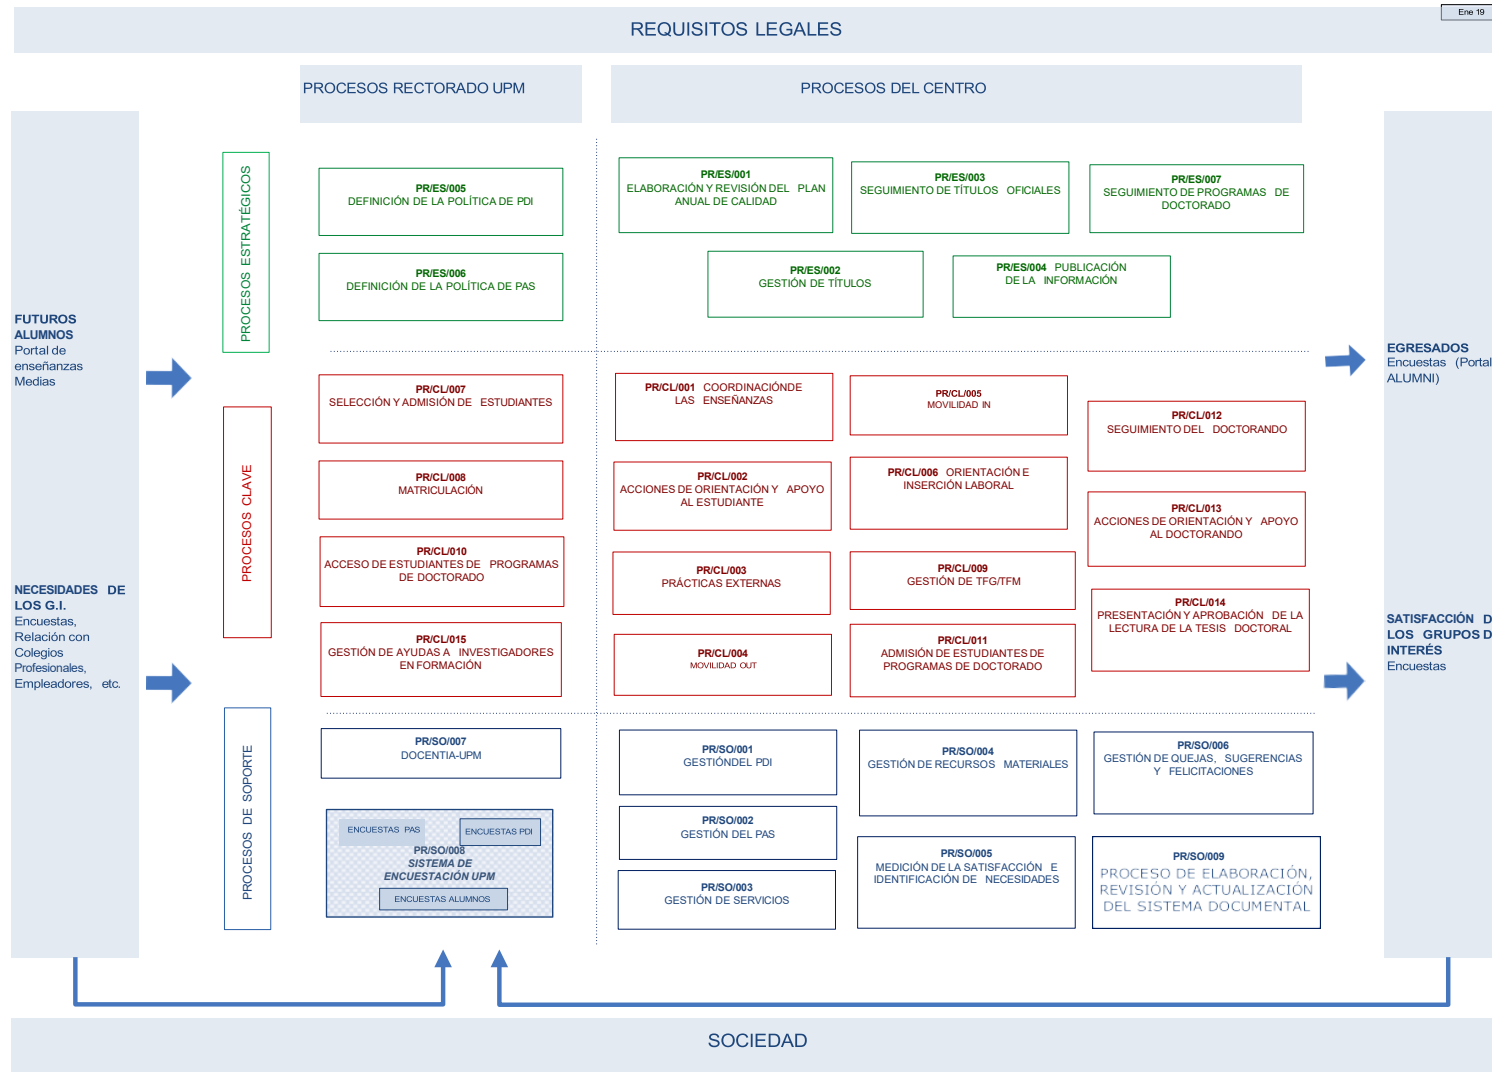 Ene 19
REQUISITOS LEGALES
PROCESOS RECTORADO UPM
PROCESOS DEL CENTRO
FUTUROS
ALUMNOS
Portal de
enseñanzas
Medias
NECESIDADES DE
LOS G.I.
Encuestas,
Relación con
Colegios
Profesionales,
Empleadores, etc.
PROCESOS ESTRATÉGICOS
PR/ES/005
DEFINICIÓN DE LA POLÍTICA DE PDI
PR/ES/006
DEFINICIÓN DE LA POLÍTICA DE PAS
PR/ES/001
ELABORACIÓN Y REVISIÓN DEL PLAN
ANUAL DE CALIDAD
PR/ES/003
SEGUIMIENTO DE TÍTULOS OFICIALES
PR/ES/007
SEGUIMIENTO DE PROGRAMAS DE
DOCTORADO
PR/ES/002
GESTIÓN DE TÍTULOS
PR/ES/004 PUBLICACIÓN
DE LA INFORMACIÓN
PROCESOS CLAVE
PR/CL/007
SELECCIÓN Y ADMISIÓN DE ESTUDIANTES
PR/CL/008
MATRICULACIÓN
PR/CL/010
ACCESO DE ESTUDIANTES DE PROGRAMAS
DE DOCTORADO
PR/CL/015
GESTIÓN DE AYUDAS A INVESTIGADORES
EN FORMACIÓN
PR/CL/001 COORDINACIÓNDE
LAS ENSEÑANZAS
PR/CL/002
ACCIONES DE ORIENTACIÓN Y APOYO
AL ESTUDIANTE
PR/CL/003
PRÁCTICAS EXTERNAS
PR/CL/004
MOVILIDAD OUT
PR/CL/005
MOVILIDAD IN
PR/CL/006 ORIENTACIÓN E
INSERCIÓN LABORAL
PR/CL/009
GESTIÓN DE TFG/TFM
PR/CL/011
ADMISIÓN DE ESTUDIANTES DE
PROGRAMAS DE DOCTORADO
PR/CL/012
SEGUIMIENTO DEL DOCTORANDO
PR/CL/013
ACCIONES DE ORIENTACIÓN Y APOYO
AL DOCTORANDO
PR/CL/014
PRESENTACIÓN Y APROBACIÓN DE LA
LECTURA DE LA TESIS DOCTORAL
PROCESOS DE SOPORTE
PR/SO/007
DOCENTIA-UPM
ENCUESTAS PAS
ENCUESTAS PDI
PR/SO/008
SISTEMA DE
ENCUESTACIÓN UPM
ENCUESTAS ALUMNOS
PR/SO/001
GESTIÓNDEL PDI
PR/SO/002
GESTIÓN DEL PAS
PR/SO/003
GESTIÓN DE SERVICIOS
PR/SO/004
GESTIÓN DE RECURSOS MATERIALES
PR/SO/005
MEDICIÓN DE LA SATISFACCIÓN E
IDENTIFICACIÓN DE NECESIDADES
PR/SO/006
GESTIÓN DE QUEJAS, SUGERENCIAS
Y FELICITACIONES
PR/SO/009
PROCESO DE ELABORACIÓN,
REVISIÓN Y ACTUALIZACIÓN
DEL SISTEMA DOCUMENTAL
EGRESADOS
Encuestas (Portal
ALUMNI)
SATISFACCIÓN D
LOS GRUPOS D
INTERÉS
Encuestas
SOCIEDAD